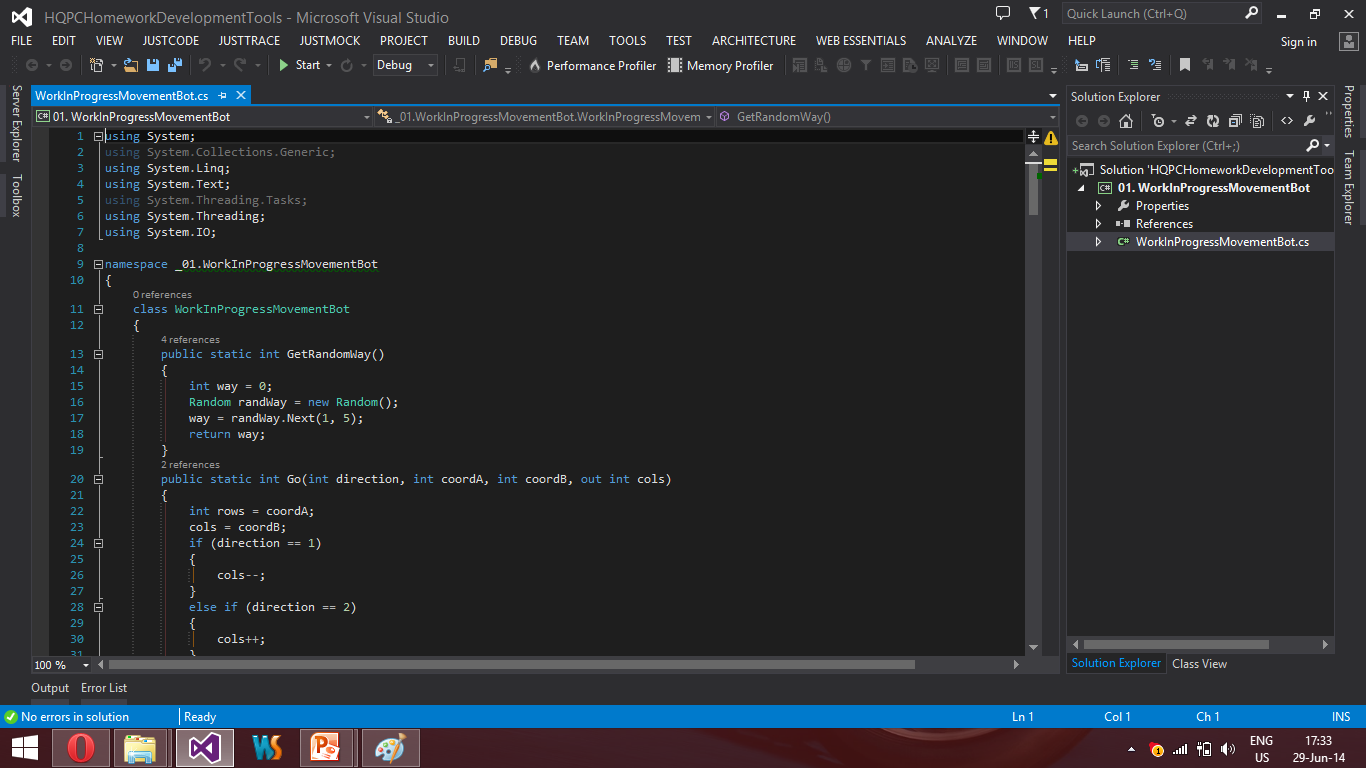 HQPCHomeworkDevelopmentTools - Microsoft Visual Studio
1
Quick Launch (Ctrl+Q)
FILE EDIT VIEW JUSTCODE JUSTTRACE JUSTMOCK PROJECT BUILD DEBUG TEAM TOOLS TEST ARCHITECTURE WEB ESSENTIALS ANALYZE WINDOW HELP
Sign in
Start Debug Performance Profiler Memory Profiler
Server Explorer
Toolbox
WorkInProgressMovementBot.cs
C# 01. WorkInProgressMovementBot
_01.WorkInProgressMovementBot.WorkInProgressMovem
GetRandomWay()
1 using System;
2 using System.Collections.Generic;
3 using System.Linq;
4 using System.Text;
5 using System.Threading.Tasks;
6 using System.Threading;
7 using System.IO;
8
9 namespace _01.WorkInProgressMovementBot
10 {
0 references
11 class WorkInProgressMovementBot
12 {
4 references
13 public static int GetRandomWay()
14 {
15 int way = 0;
16 Random randWay = new Random();
17 way = randWay.Next(1, 5);
18 return way;
19 }
2 references
20 public static int Go(int direction, int coordA, int coordB, out int cols)
21 {
22 int rows = coordA;
23 cols = coordB;
24 if (direction == 1)
25 {
26 cols--;
27 }
28 else if (direction == 2)
29 {
30 cols++;
31 }
100 %
Solution Explorer
Search Solution Explorer (Ctrl+;)
Solution 'HQPCHomeworkDevelopmentToo
C# 01. WorkInProgressMovementBot
Properties
References
C# WorkInProgressMovementBot.cs
Solution Explorer Class View
Properties
Team Explorer
Output Error List
No errors in solution Ready Ln 1 Col 1 Ch 1 INS
ENG
US
17:33
29-Jun-14